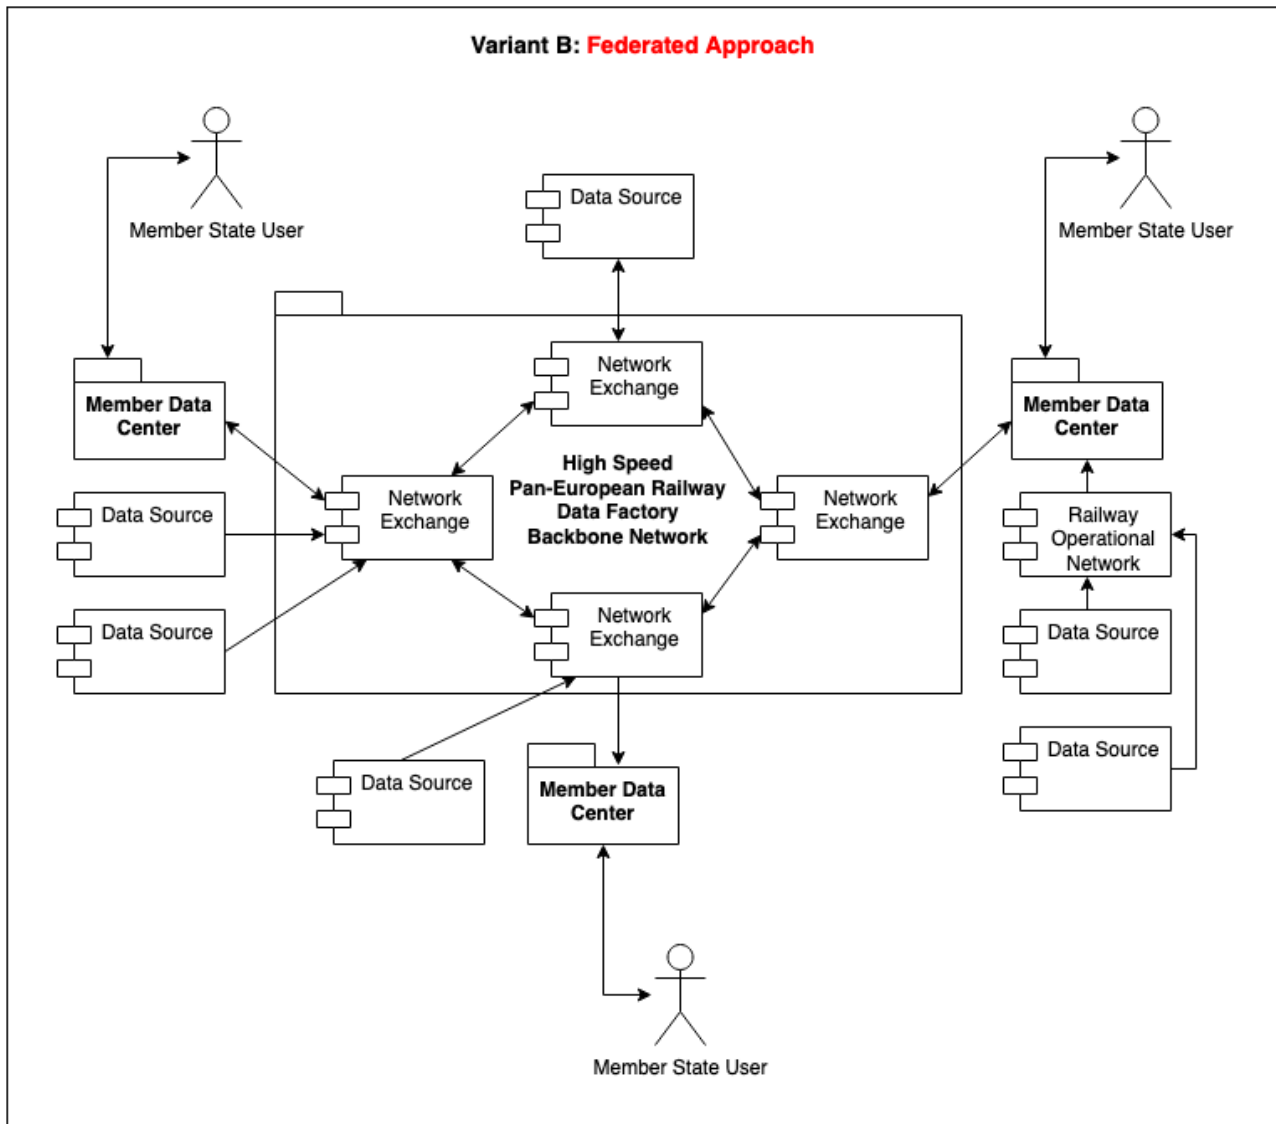 Variant B: Federated Approach
Member State User
Data Source
Member State User
Network
Exchange
Member Data
Center
Member Data
Center
High Speed
Pan-European Railway
Data Factory
Backbone Network
Data Source
Network
Exchange
Network
Exchange
Railway
Operational
Network
Data Source
Network
Exchange
Data Source
Data Source
Data Source
Member Data
Center
Member State User